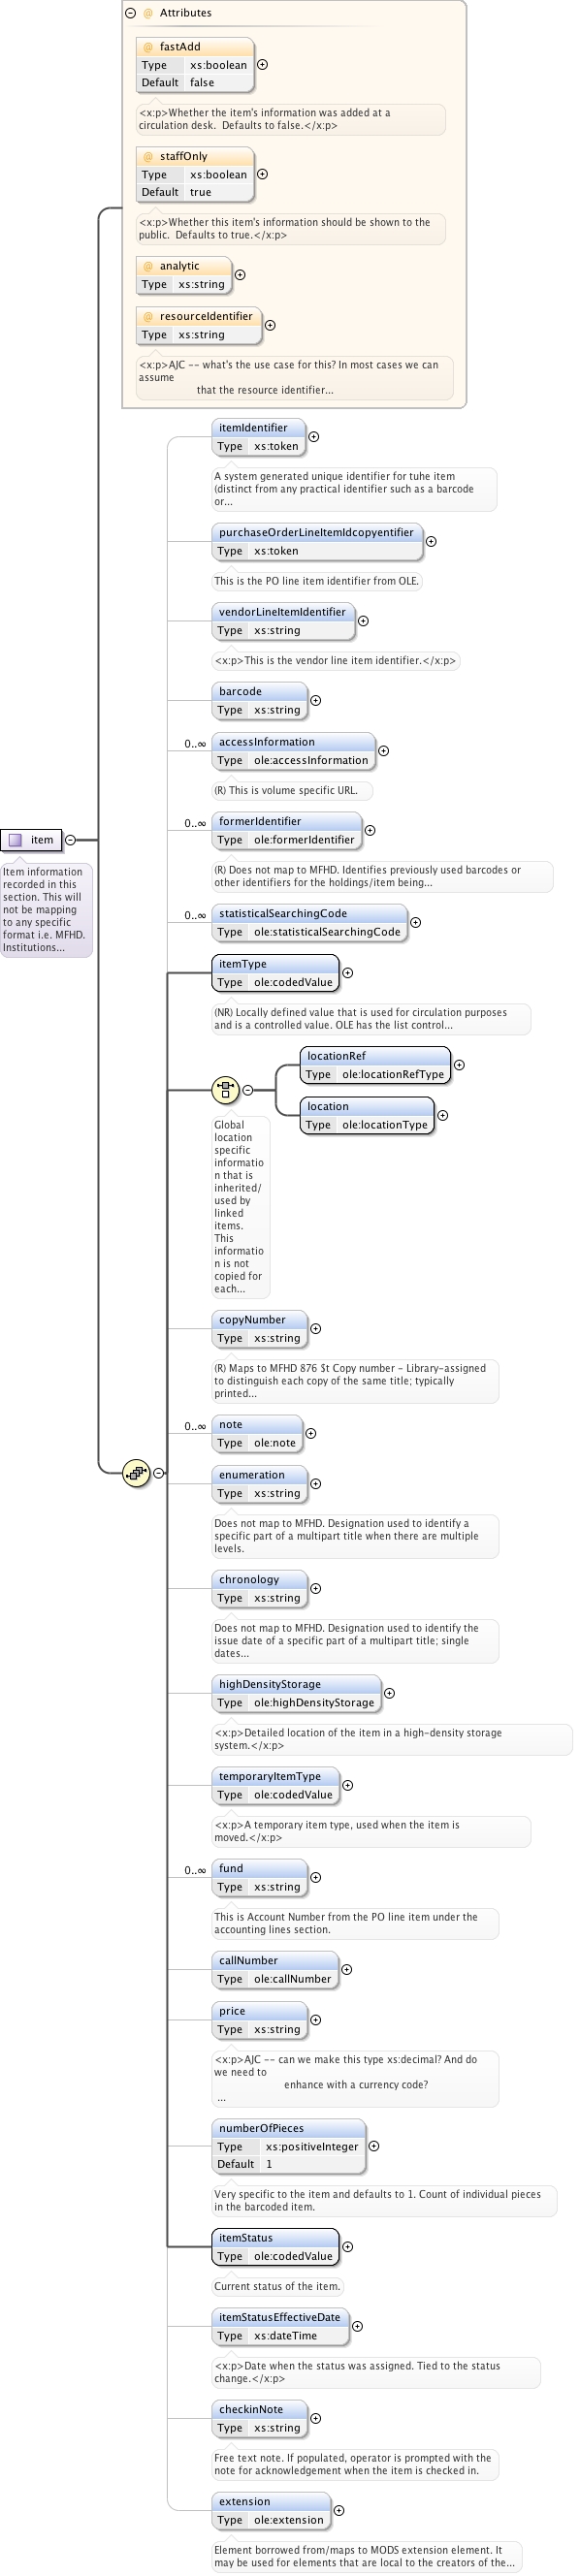 Attributes
@ fastAdd
Type xs:boolean
Default false
<x:p>Whether the item's information was added at a
circulation desk.  Defaults to false.</x:p>
@ staffOnly
Type xs:boolean
Default true
<x:p>Whether this item's information should be shown to the
public.  Defaults to true.</x:p>
@ analytic
Type xs:string
@ resourceIdentifier
Type xs:string
<x:p>AJC -- what's the use case for this? In most cases we can
assume
that the resource identifier...
itemIdentifier
Type xs:token
A system generated unique identifier for tuhe item
(distinct from any practical identifier such as a barcode
or...
purchaseOrderLineItemIdcopyentifier
Type xs:token
This is the PO line item identifier from OLE.
vendorLineItemIdentifier
Type xs:string
<x:p>This is the vendor line item identifier.</x:p>
barcode
Type xs:string
0..∞
accessInformation
Type ole:accessInformation
(R) This is volume specific URL.
0..∞
formerIdentifier
Type ole:formerIdentifier
(R) Does not map to MFHD. Identifies previously used barcodes or
other identifiers for the holdings/item being...
item
Item information
recorded in this
section. This will
not be mapping
to any specific
format i.e. MFHD.
Institutions...
0..∞
statisticalSearchingCode
Type ole:statisticalSearchingCode
itemType
Type ole:codedValue
(NR) Locally defined value that is used for circulation purposes
and is a controlled value. OLE has the list control...
locationRef
Type ole:locationRefType
location
Type ole:locationType
Global
location
specific
informatio
n that is
inherited/
used by
linked
items.
This
informatio
n is not
copied for
each...
copyNumber
Type xs:string
(R) Maps to MFHD 876 $t Copy number - Library-assigned
to distinguish each copy of the same title; typically
printed...
0..∞
note
Type ole:note
enumeration
Type xs:string
Does not map to MFHD. Designation used to identify a
specific part of a multipart title when there are multiple
levels.
chronology
Type xs:string
Does not map to MFHD. Designation used to identify the
issue date of a specific part of a multipart title; single
dates...
highDensityStorage
Type ole:highDensityStorage
<x:p>Detailed location of the item in a high-density storage
system.</x:p>
temporaryItemType
Type ole:codedValue
<x:p>A temporary item type, used when the item is
moved.</x:p>
0..∞
fund
Type xs:string
This is Account Number from the PO line item under the
accounting lines section.
callNumber
Type ole:callNumber
price
Type xs:string
<x:p>AJC -- can we make this type xs:decimal? And do
we need to
enhance with a currency code?
...
numberOfPieces
Type xs:positiveInteger
Default 1
Very specific to the item and defaults to 1. Count of individual pieces
in the barcoded item.
itemStatus
Type ole:codedValue
Current status of the item.
itemStatusEffectiveDate
Type xs:dateTime
<x:p>Date when the status was assigned. Tied to the status
change.</x:p>
checkinNote
Type xs:string
Free text note. If populated, operator is prompted with the
note for acknowledgement when the item is checked in.
extension
Type ole:extension
Element borrowed from/maps to MODS extension element. It
may be used for elements that are local to the creators of the...